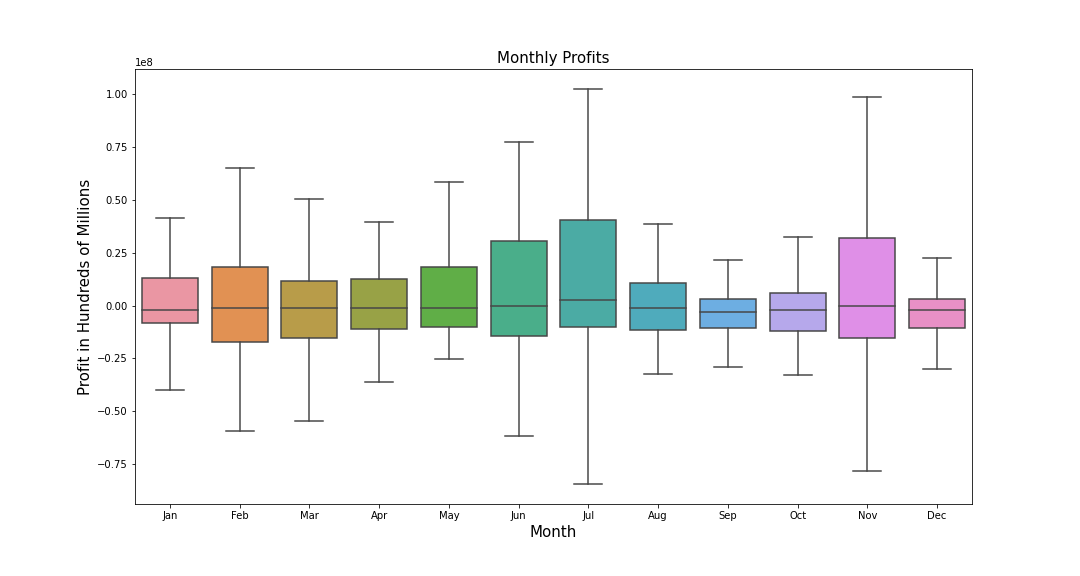 Monthly Profits
1e8
1.00
0.75
0.50
0.25
0.00
−0.25
−0.50
−0.75
Profit in Hundreds of Millions
Jan Feb Mar Apr May Jun Jul Aug Sep Oct Nov Dec
Month